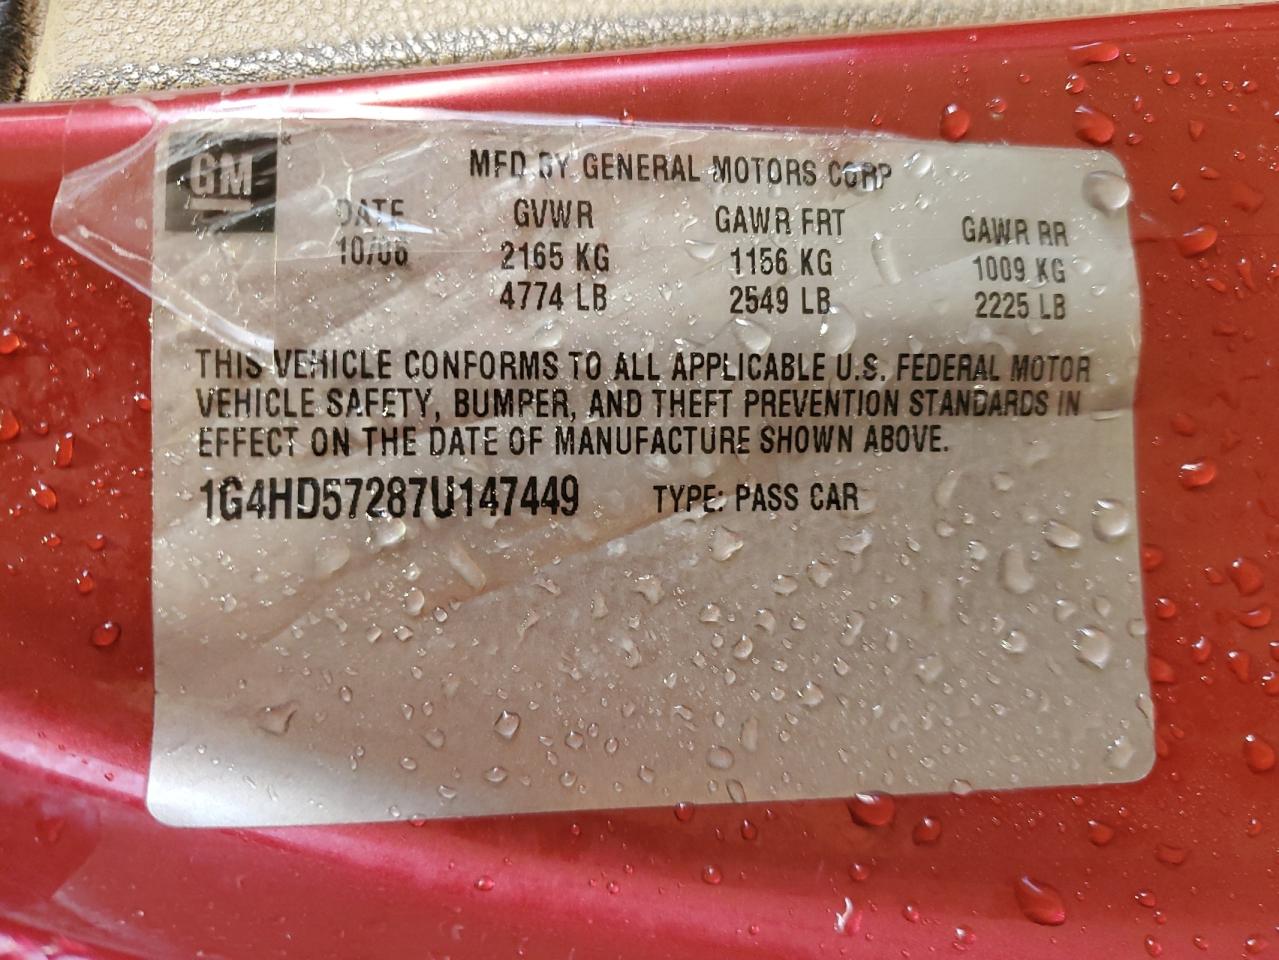 GM
MFD BY GENERAL MOTORS CORP
DATE GVWR GAWR FRT GAWR RR
10/06 2165 KG 1156 KG 1009 KG
4774 LB 2549 LB 2225 LB
THIS VEHICLE CONFORMS TO ALL APPLICABLE U.S. FEDERAL MOTOR
VEHICLE SAFETY, BUMPER, AND THEFT PREVENTION STANDARDS IN
EFFECT ON THE DATE OF MANUFACTURE SHOWN ABOVE.
1G4HD57287U147449 TYPE: PASS CAR